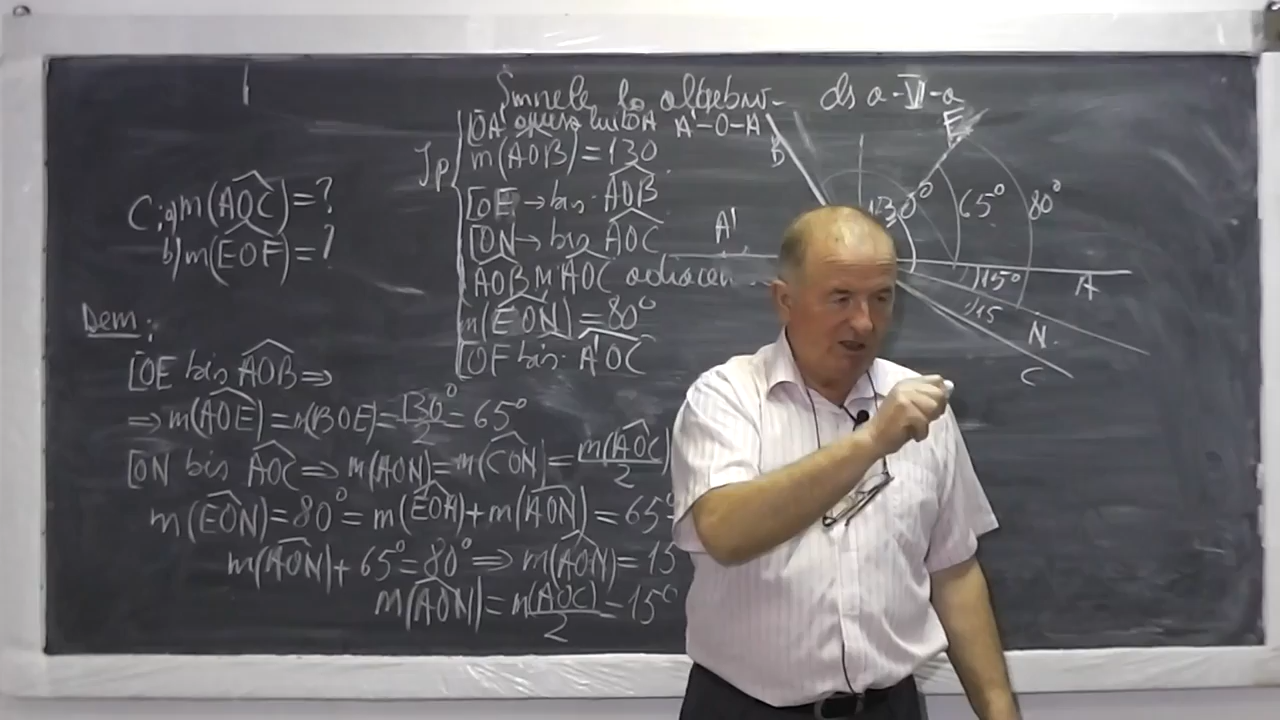 Sinteze la algebră cls a-VI-a
[OA' opusa lui OA A'-O-A
Ip m(AOB)=130
[OE → bis AOB
[ON → bis AOC
AOB și AOC adiacen
m(EON)=80°
[OF bis A'OC
C: a) m(AOC)=?
b) m(EOF)=?
Dem:
[OE bis AOB ⇒
⇒ m(AOE)=m(BOE)=130°/2=65°
[ON bis AOC ⇒ m(AON)=m(CON)=m(AOC)/2
m(EON)=80°=m(EOA)+m(AON)=65°
m(AON)+65°=80° ⇒ m(AON)=15
m(AON)=m(AOC)/2=15°
B
E
A'
130°
65°
80°
15°
A
15
N
C